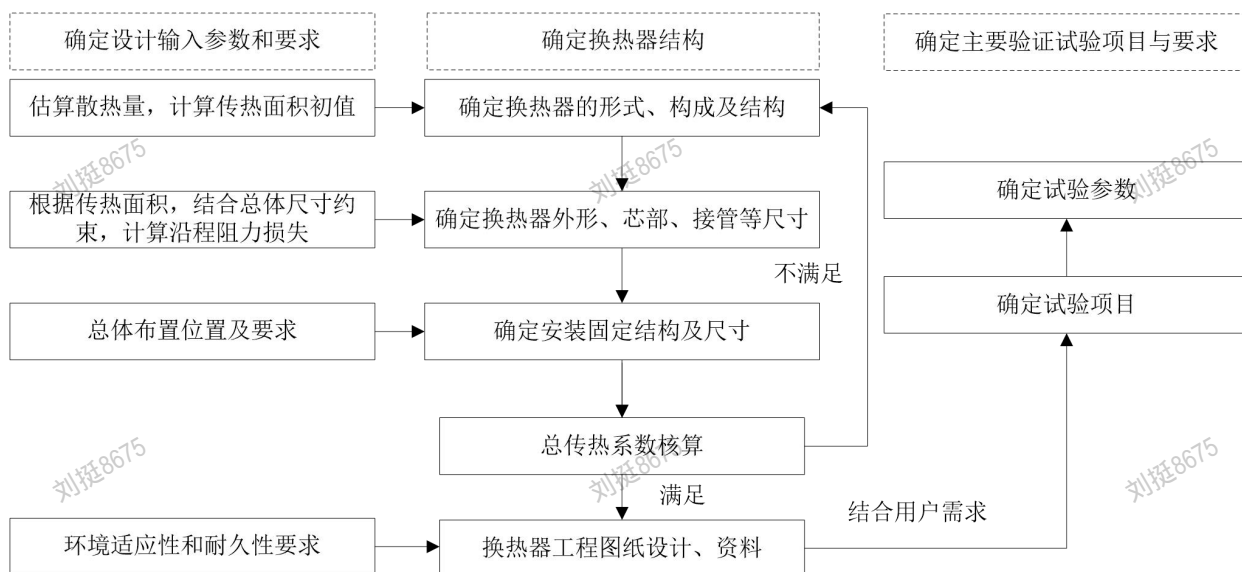 确定设计输入参数和要求
确定换热器结构
确定主要验证试验项目与要求
估算散热量，计算传热面积初值
确定换热器的形式、构成及结构
刘挺8675
刘挺8675
刘挺8675
确定试验参数
根据传热面积，结合总体尺寸约
束，计算沿程阻力损失
确定换热器外形、芯部、接管等尺寸
不满足
确定试验项目
总体布置位置及要求
确定安装固定结构及尺寸
总传热系数核算
刘挺8675
刘挺8675
刘挺8675
满足
结合用户需求
环境适应性和耐久性要求
换热器工程图纸设计、资料